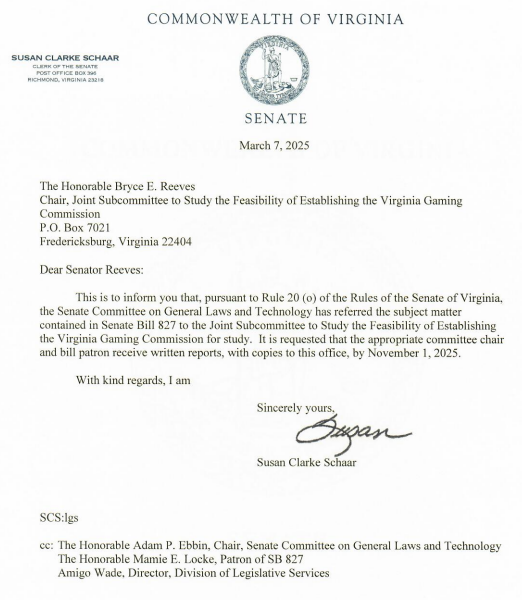 COMMONWEALTH OF VIRGINIA
SUSAN CLARKE SCHAAR
CLERK OF THE SENATE
POST OFFICE BOX 396
RICHMOND, VIRGINIA 23218
SENATE
March 7, 2025
The Honorable Bryce E. Reeves
Chair, Joint Subcommittee to Study the Feasibility of Establishing the Virginia Gaming
Commission
P.O. Box 7021
Fredericksburg, Virginia 22404
Dear Senator Reeves:
This is to inform you that, pursuant to Rule 20 (o) of the Rules of the Senate of Virginia,
the Senate Committee on General Laws and Technology has referred the subject matter
contained in Senate Bill 827 to the Joint Subcommittee to Study the Feasibility of Establishing
the Virginia Gaming Commission for study. It is requested that the appropriate committee chair
and bill patron receive written reports, with copies to this office, by November 1, 2025.
With kind regards, I am
Sincerely yours,
Susan
Susan Clarke Schaar
SCS:lgs
cc: The Honorable Adam P. Ebbin, Chair, Senate Committee on General Laws and Technology
The Honorable Mamie E. Locke, Patron of SB 827
Amigo Wade, Director, Division of Legislative Services